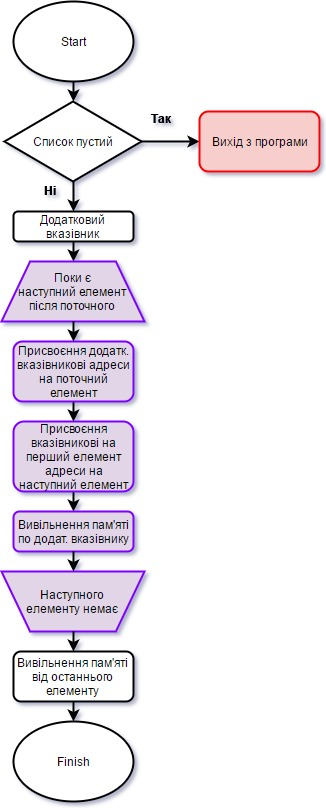 Start
Список пустий
Так
Вихід з програми
Ні
Додатковий
вказівник
Поки є
наступний елемент
після поточного
Присвоєння додатк.
вказівникові адреси
на поточний
елемент
Присвоєння
вказівникові на
перший елемент
адреси на
наступний елемент
Вивільнення пам'яті
по додат. вказівнику
Наступного
елементу немає
Вивільнення пам'яті
від останнього
елементу
Finish